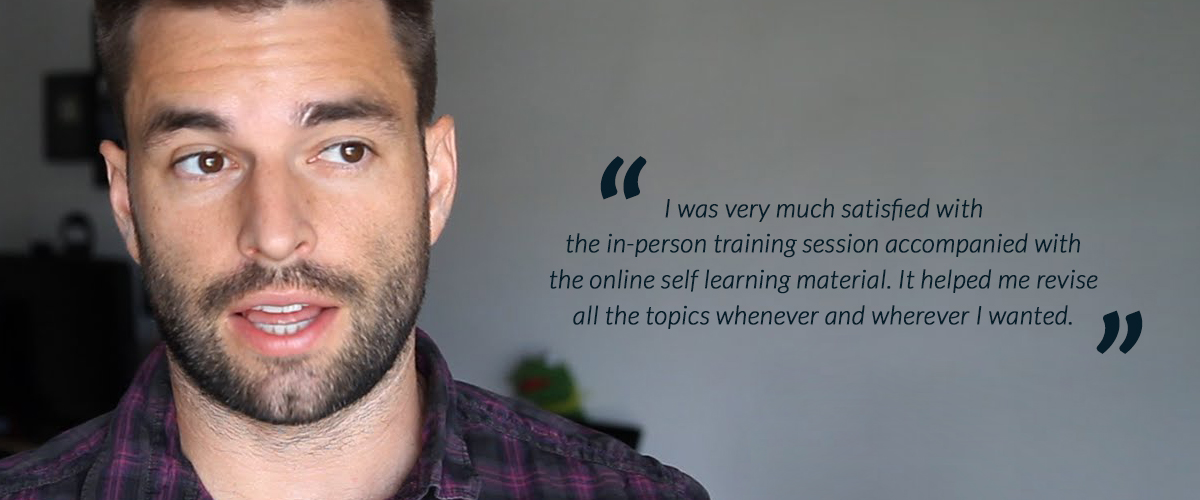 “ I was very much satisfied with
the in-person training session accompanied with
the online self learning material. It helped me revise
all the topics whenever and wherever I wanted. ”